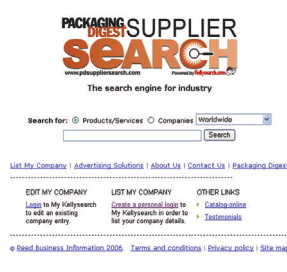 PACKAGING DIGEST SUPPLIER
SEARCH
www.pdsuppliersearch.com Powered by Kellysearch.com
The search engine for industry
Search for: Products/Services Companies Worldwide
Search
List My Company | Advertising Solutions | About Us | Contact Us | Packaging Digest
EDIT MY COMPANY LIST MY COMPANY OTHER LINKS
Login to My Kellysearch Create a personal login to Catalog-online
to edit an existing My Kellysearch in order to Testimonials
company entry. list your company details.
© Reed Business Information 2006. Terms and conditions | Privacy policy | Site map